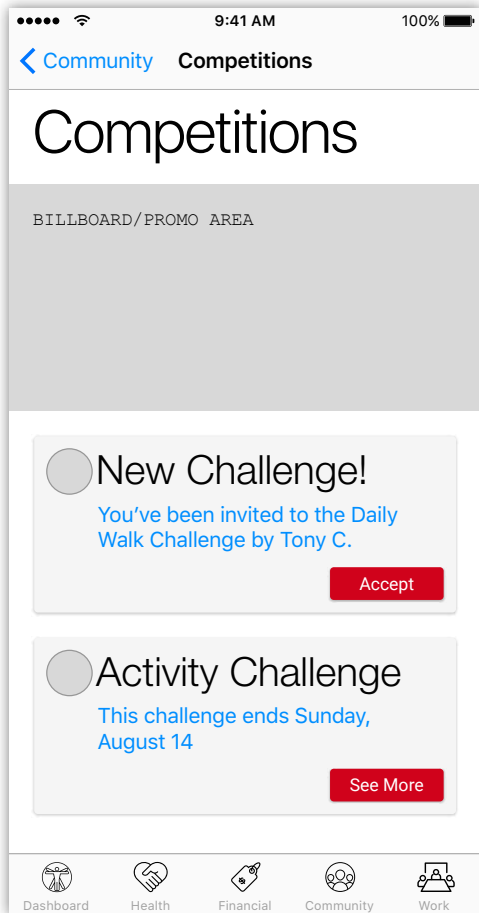 9:41 AM
100%
Community
Competitions
Competitions
BILLBOARD/PROMO AREA
New Challenge!
You’ve been invited to the Daily
Walk Challenge by Tony C.
Accept
Activity Challenge
This challenge ends Sunday,
August 14
See More
Dashboard
Health
Financial
Community
Work